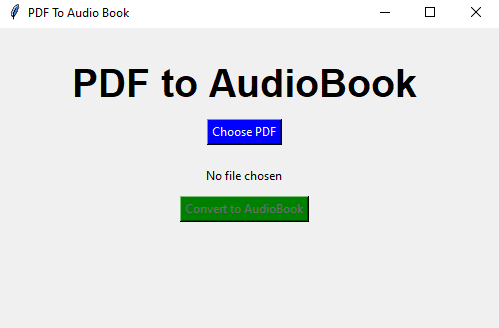 PDF To Audio Book
PDF to AudioBook
Choose PDF
No file chosen
Convert to AudioBook